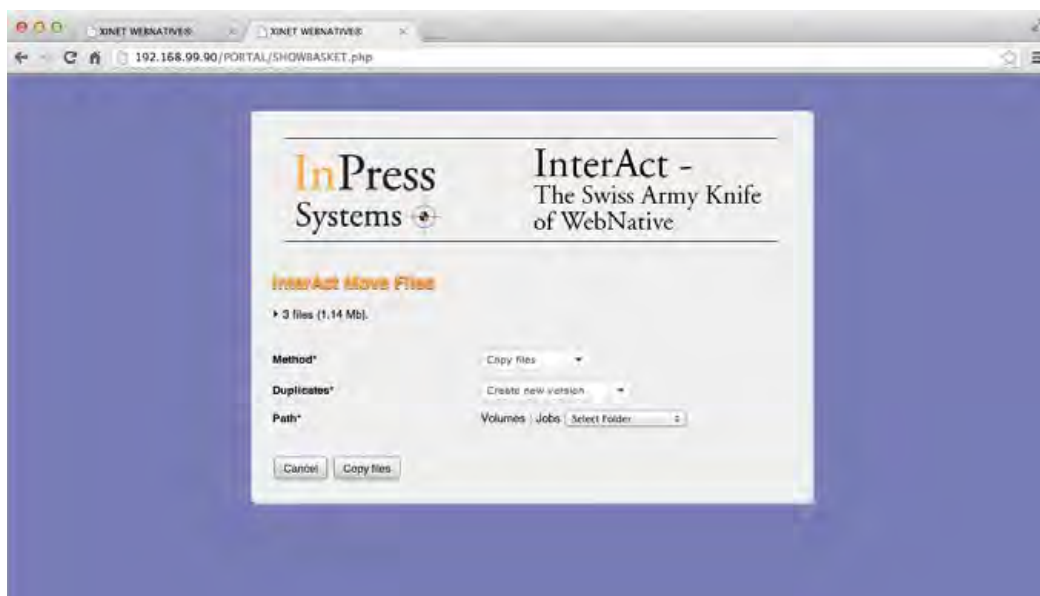 XINET WEBNATIVE® XINET WEBNATIVE®
192.168.99.90/PORTAL/SHOWBASKET.php
InPress
Systems
InterAct -
The Swiss Army Knife
of WebNative
InterAct Move Files
3 files (1.14 Mb).
Method* Copy files
Duplicates* Create new version
Path* Volumes Jobs Select Folder
Cancel Copy files